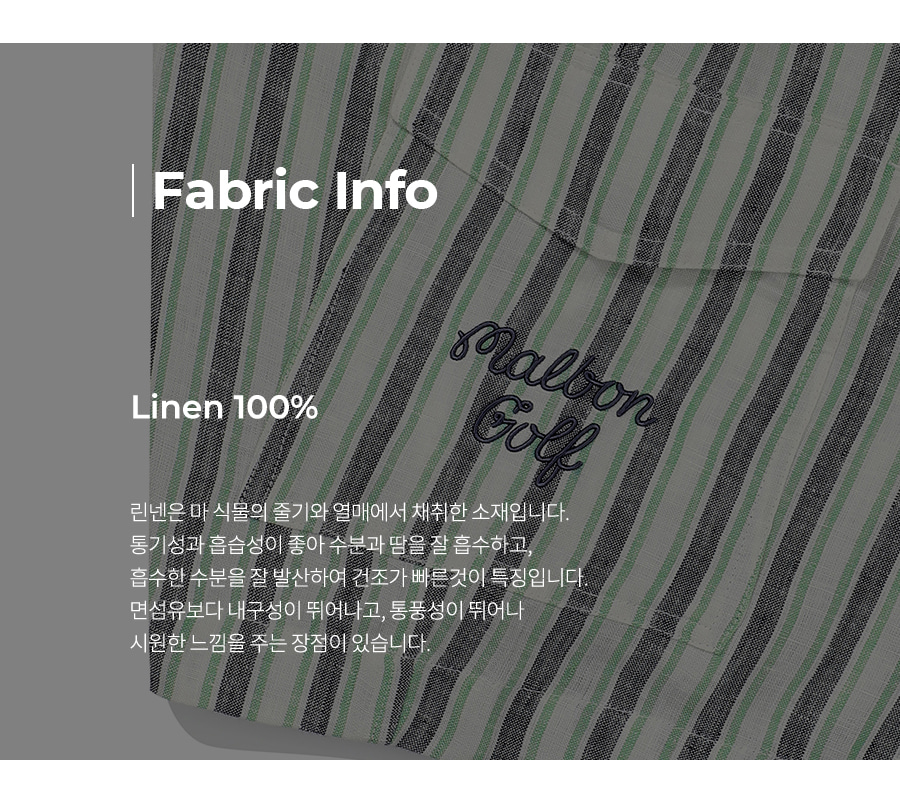 Fabric Info
Malbon
Golf
Linen 100%
린넨은 마 식물의 줄기와 열매에서 채취한 소재입니다.
통기성과 흡습성이 좋아 수분과 땀을 잘 흡수하고,
흡수한 수분을 잘 발산하여 건조가 빠른것이 특징입니다.
면섬유보다 내구성이 뛰어나고, 통풍성이 뛰어나
시원한 느낌을 주는 장점이 있습니다.